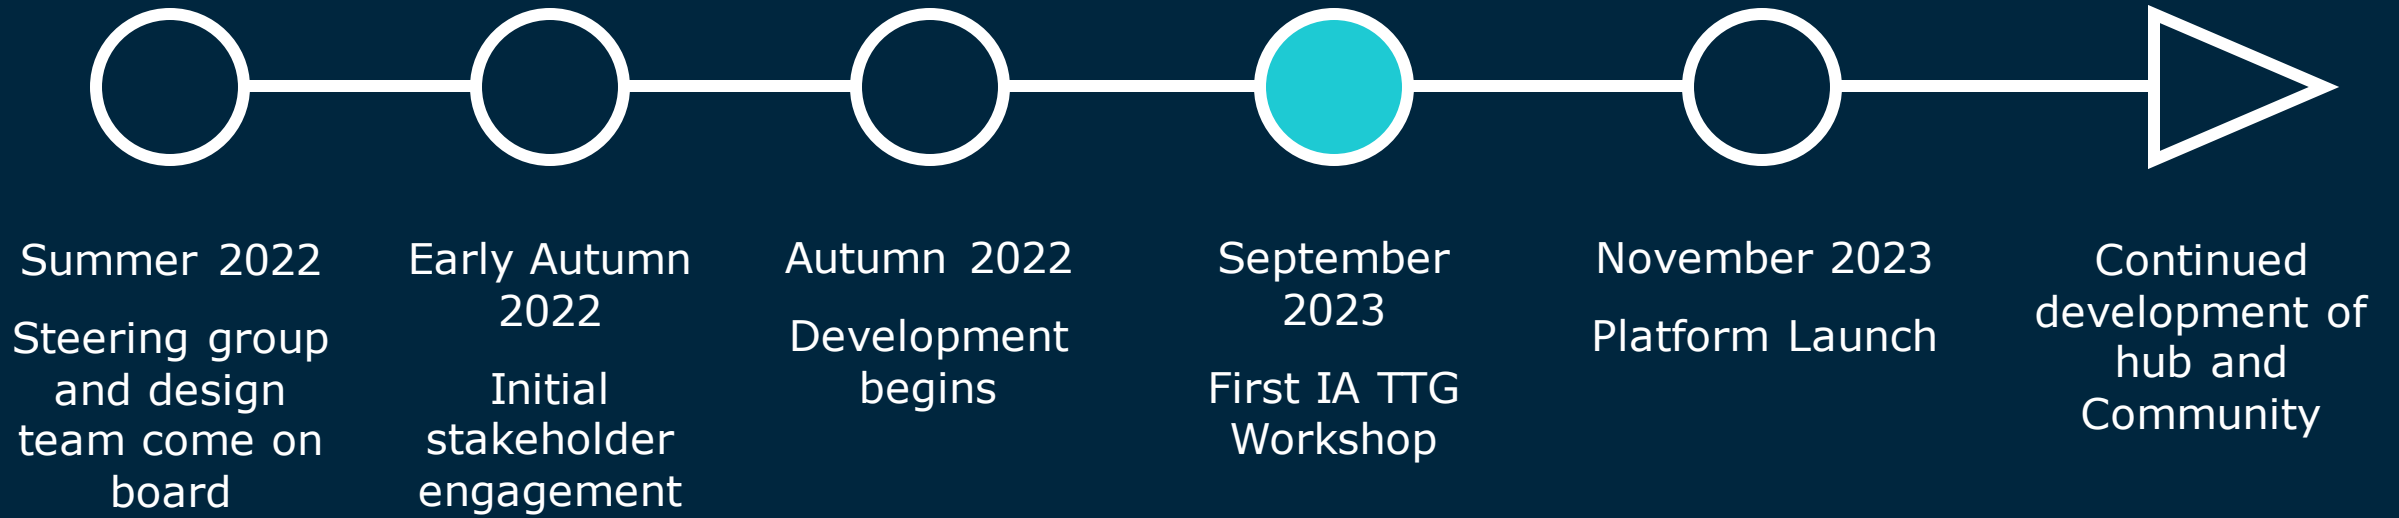 Summer 2022
Steering group
and design
team come on
board
Early Autumn
2022
Initial
stakeholder
engagement
Autumn 2022
Development
begins
September
2023
First IA TTG
Workshop
November 2023
Platform Launch
Continued
development of
hub and
Community